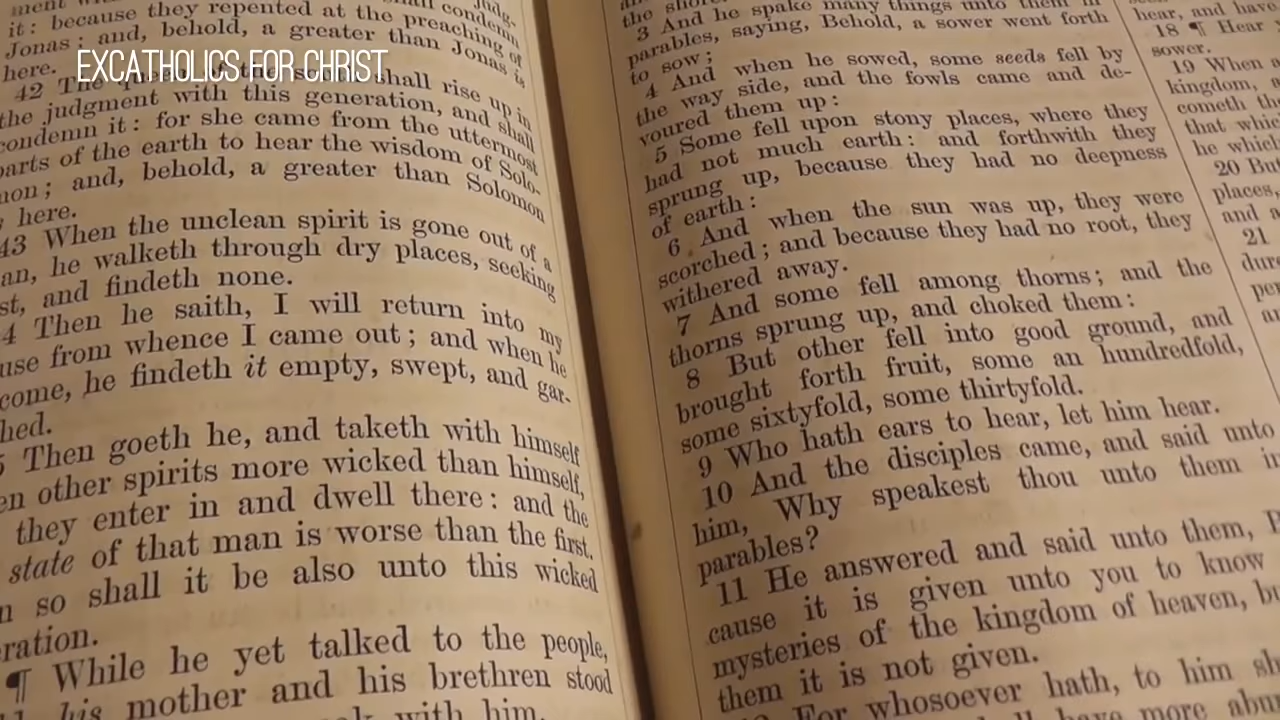 EXCATHOLICS FOR CHRIST
judg-
condemn
it: because they repented at the preaching of
Jonas; and, behold, a greater than Jonas is
here.
42 The queen of the south shall rise up in
the judgment with this generation, and shall
condemn it: for she came from the uttermost
parts of the earth to hear the wisdom of Solo-
mon; and, behold, a greater than Solomon
here.
43 When the unclean spirit is gone out of a
an, he walketh through dry places, seeking
st, and findeth none.
4 Then he saith, I will return into my
use from whence I came out; and when he
come, he findeth it empty, swept, and gar-
hed.
5 Then goeth he, and taketh with himself
en other spirits more wicked than himself,
they enter in and dwell there: and the
state of that man is worse than the first.
n so shall it be also unto this wicked
ration.
¶ While he yet talked to the people,
his mother and his brethren stood
with him.
the shore.
3 And he spake many things unto them in
parables, saying, Behold, a sower went forth
to sow;
4 And when he sowed, some seeds fell by
the way side, and the fowls came and de-
voured them up:
5 Some fell upon stony places, where they
had not much earth: and forthwith they
sprung up, because they had no deepness
of earth:
6 And when the sun was up, they were
scorched; and because they had no root, they
withered away.
7 And some fell among thorns; and the
thorns sprung up, and choked them:
8 But other fell into good ground, and
brought forth fruit, some an hundredfold,
some sixtyfold, some thirtyfold.
9 Who hath ears to hear, let him hear.
10 And the disciples came, and said unto
him, Why speakest thou unto them in
parables?
11 He answered and said unto them, B
cause it is given unto you to know
mysteries of the kingdom of heaven, bu
them it is not given.
For whosoever hath, to him sh
have more abun
hear, and have
18 ¶ Hear
sower.
19 When a
kingdom, a
cometh th
that whic
he which
20 But
places,
and a
21
dure
per
an